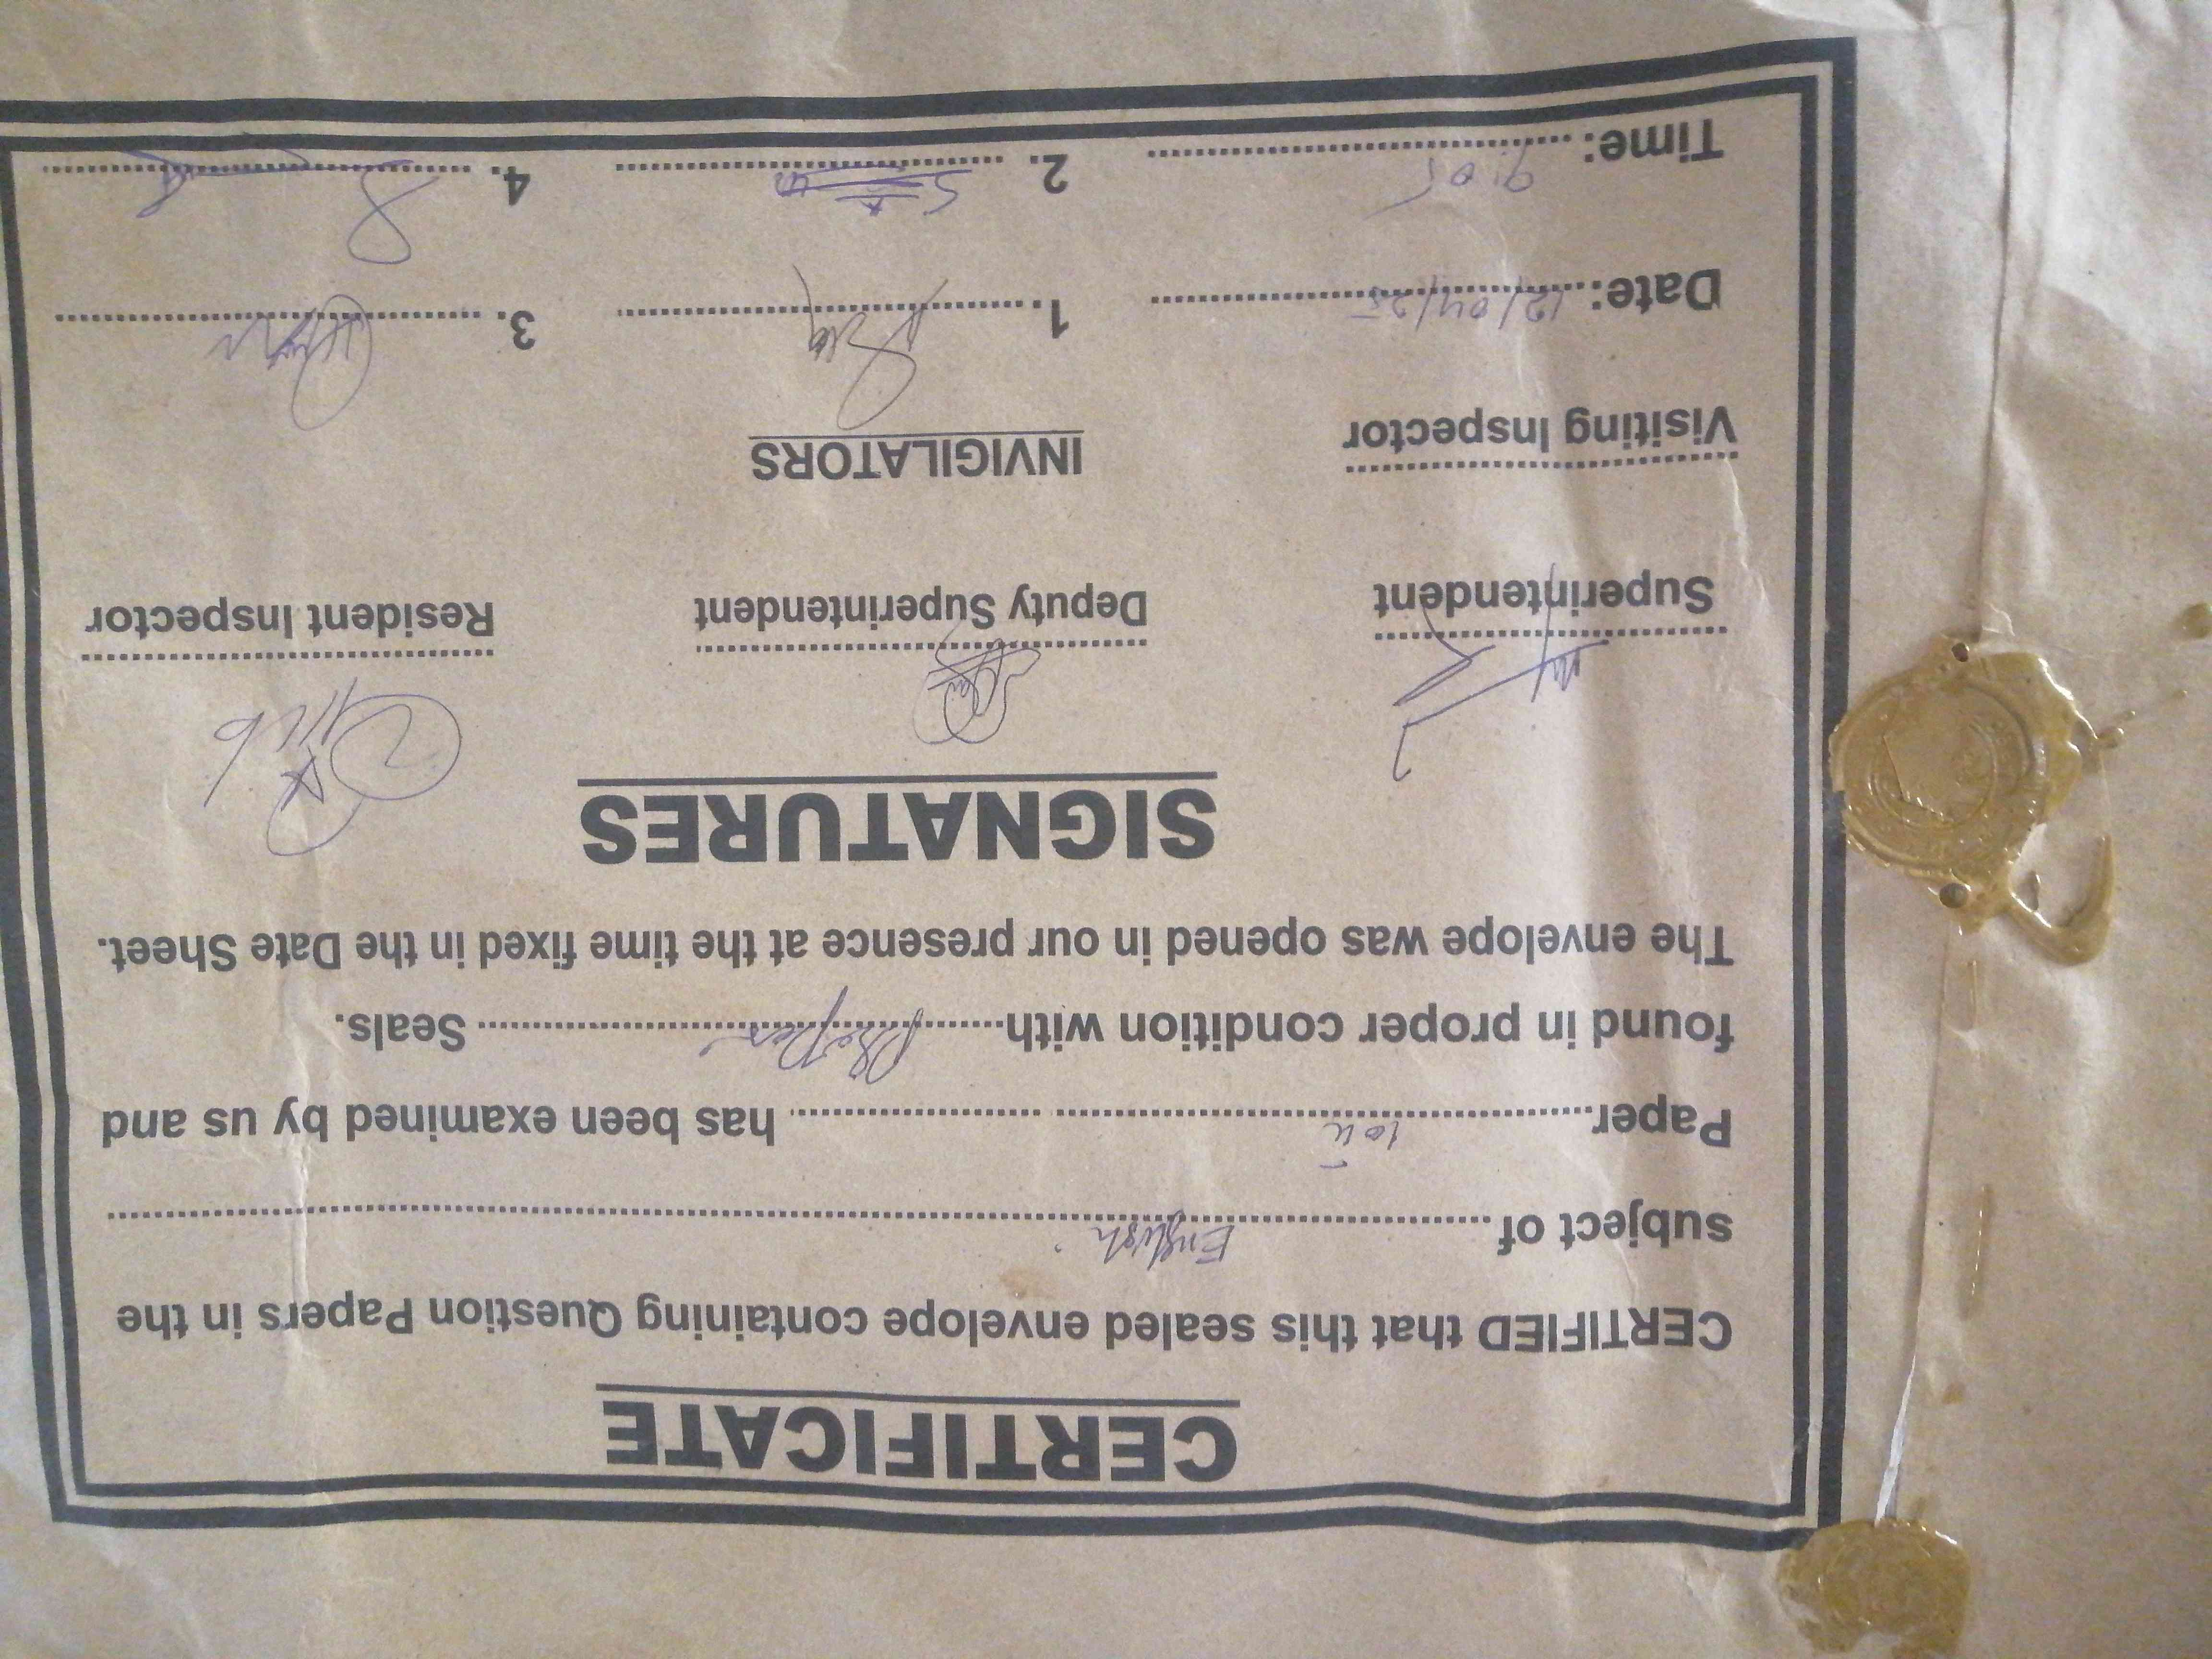 CERTIFICATE
CERTIFIED that this sealed envelope containing Question Papers in the
subject of ........ English ........
Paper ........ has been examined by us and
found in proper condition with ........ Proper ........ Seals.
The envelope was opened in our presence at the time fixed in the Date Sheet.
SIGNATURES
Superintendent Deputy Superintendent Resident Inspector
Visiting Inspector INVIGILATORS
Date: 12/04/25 1. ........ 3. ........
Time: 9:05 2. ........ 4. ........